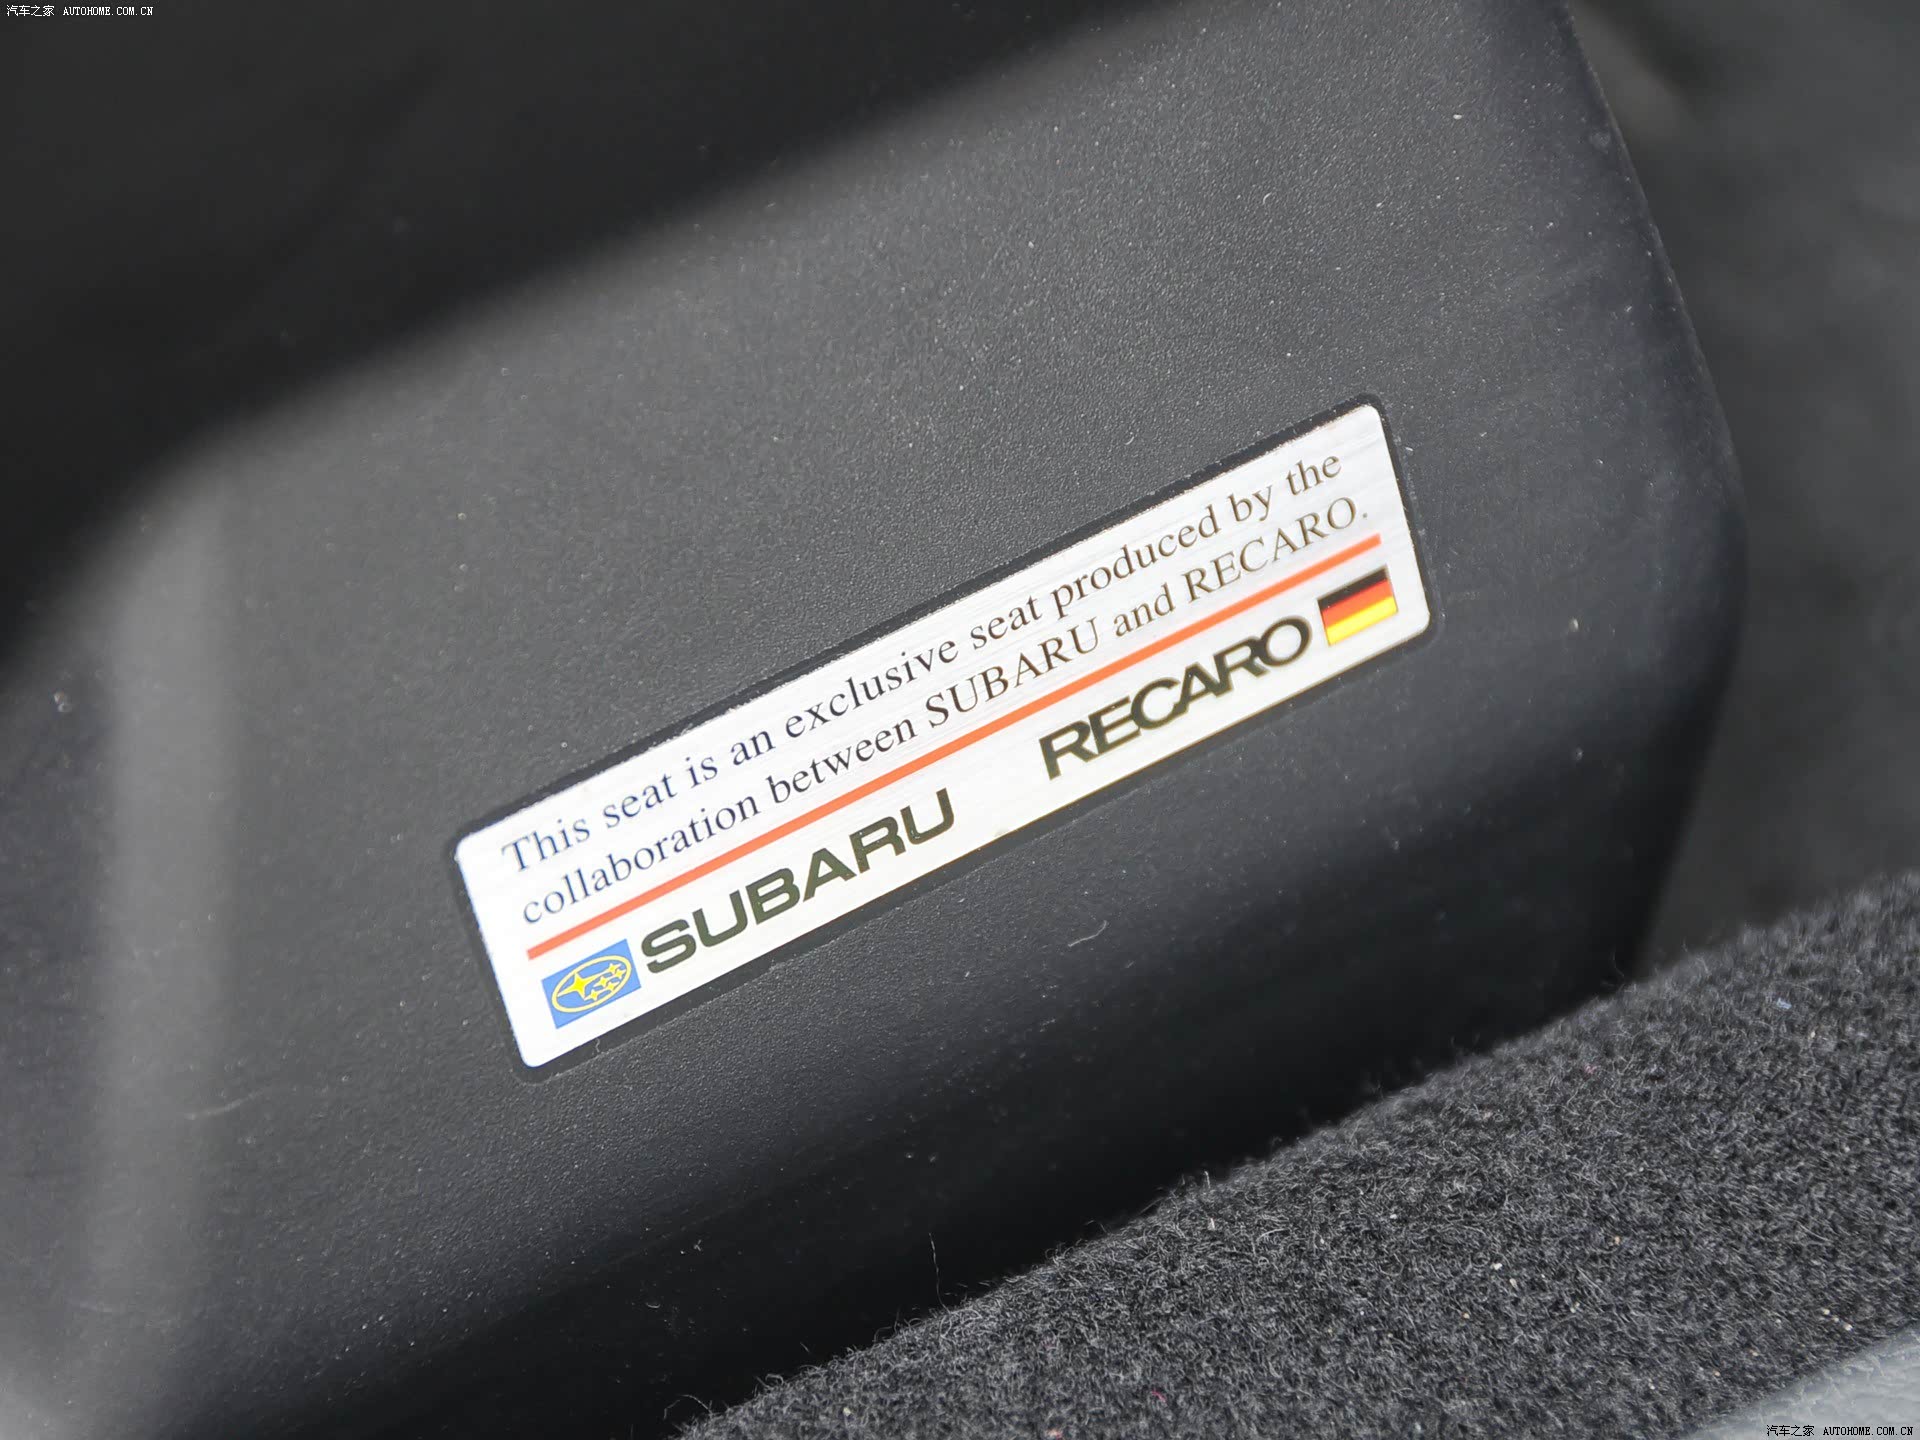 汽车之家 AUTOHOME.COM.CN
This seat is an exclusive seat produced by the
collaboration between SUBARU and RECARO.
SUBARU RECARO
汽车之家 AUTOHOME.COM.CN